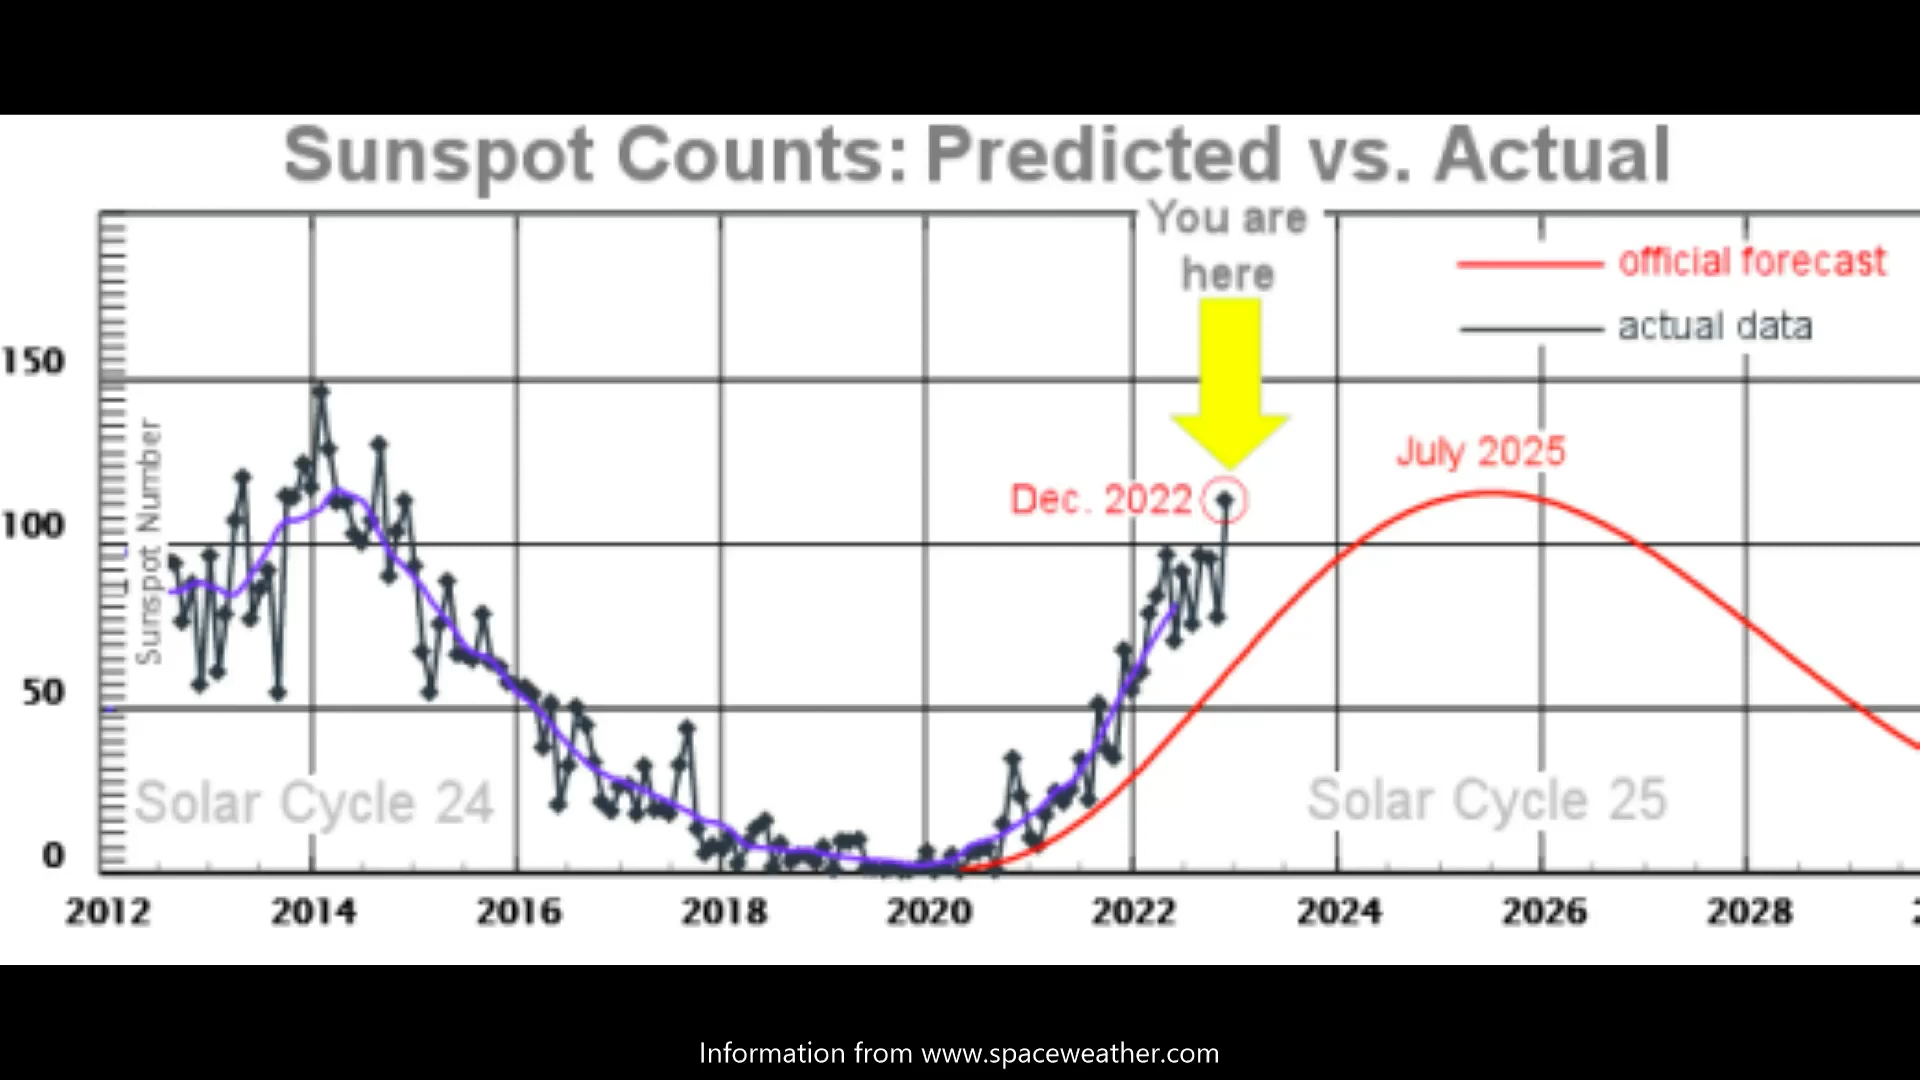 Sunspot Counts: Predicted vs. Actual
You are
here
official forecast
actual data
150
July 2025
Dec. 2022
100
Sunspot Number
50
Solar Cycle 24
Solar Cycle 25
0
2012 2014 2016 2018 2020 2022 2024 2026 2028
Information from www.spaceweather.com